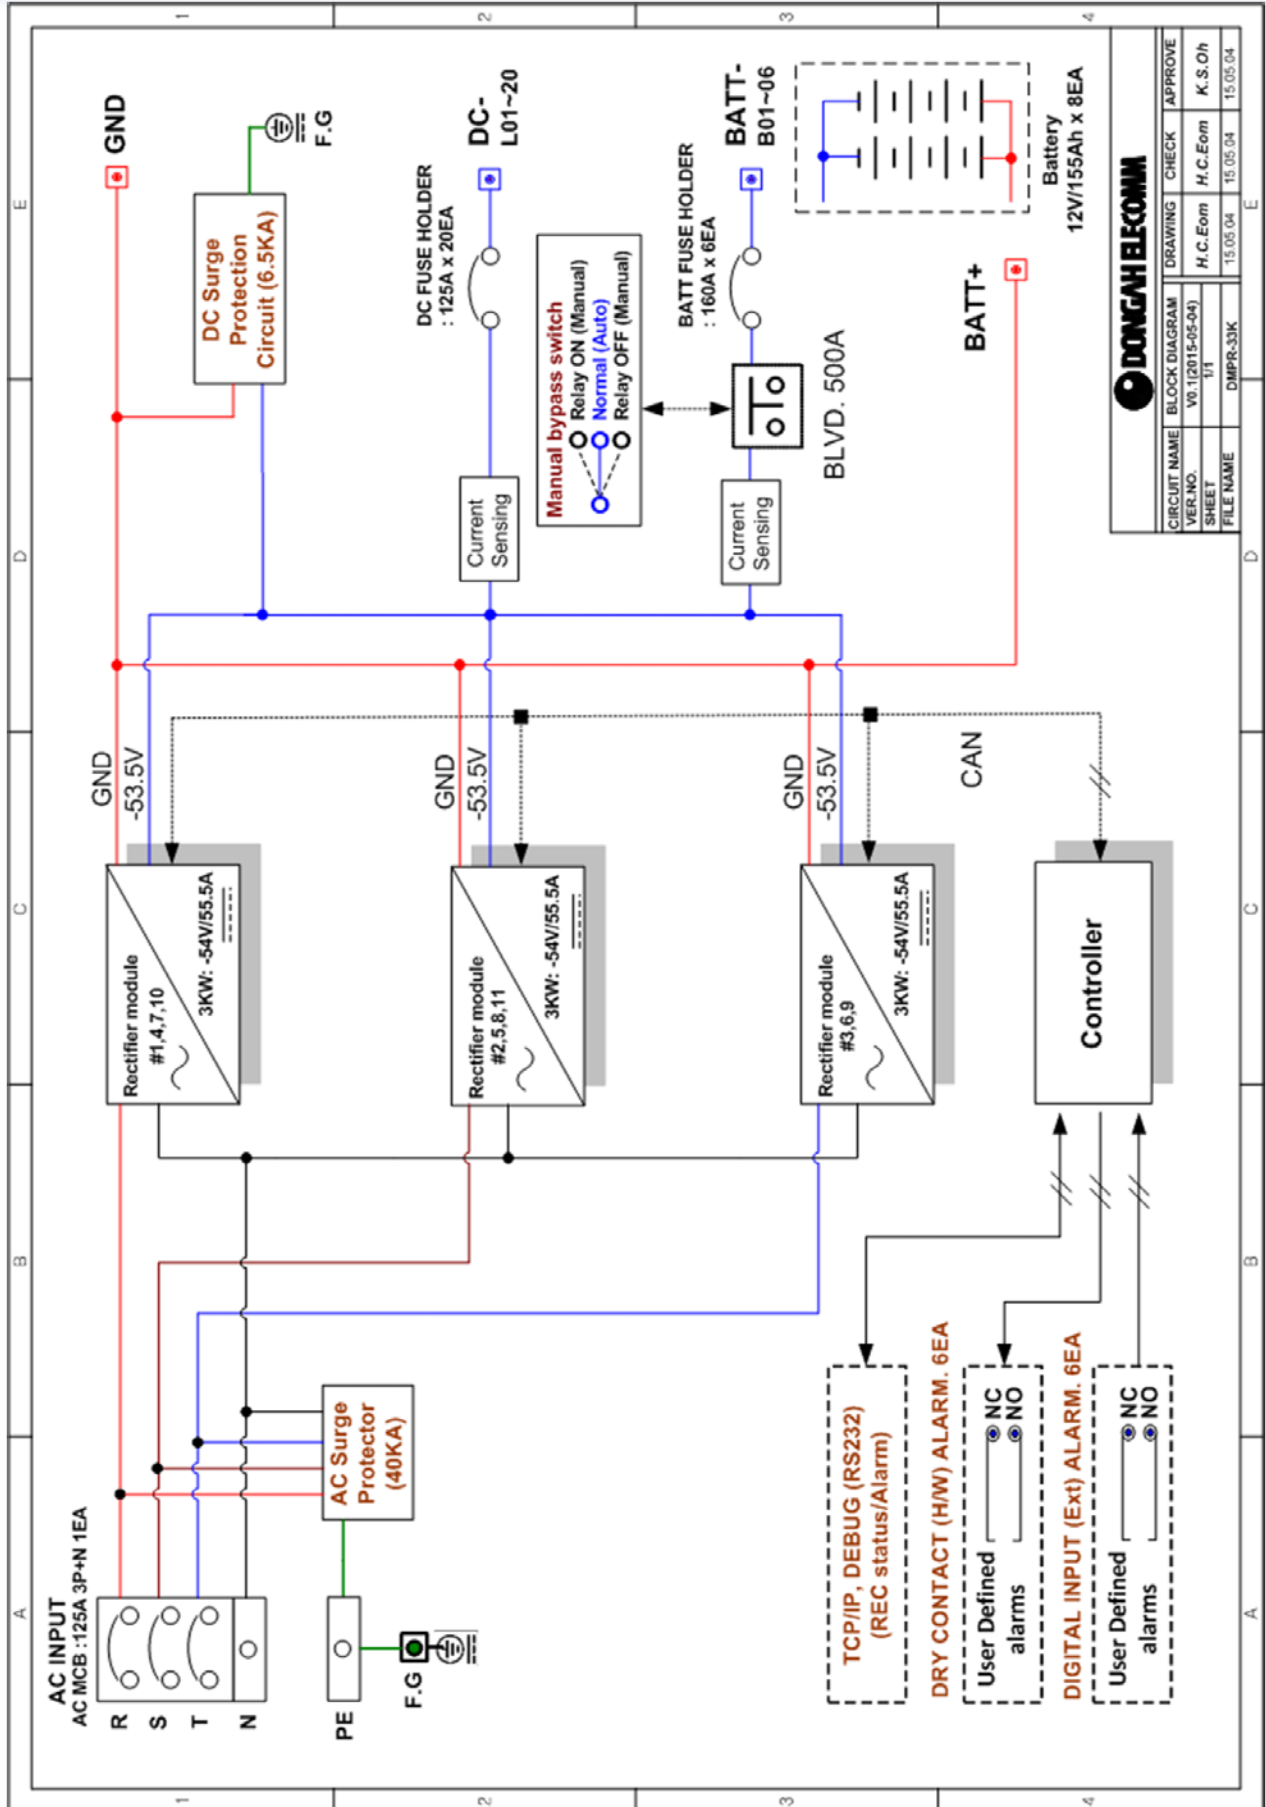 1
2
3
4
E
D
C
B
A
GND
F.G
DC Surge
Protection
Circuit (6.5KA)
DC-
L01~20
DC FUSE HOLDER
: 125A x 20EA
Manual bypass switch
Relay ON (Manual)
Normal (Auto)
Relay OFF (Manual)
BATT-
B01~06
BATT FUSE HOLDER
: 160A x 6EA
BLVD. 500A
Battery
12V/155Ah x 8EA
BATT+
Current
Sensing
Current
Sensing
GND
-53.5V
GND
-53.5V
GND
-53.5V
CAN
Rectifier module
#1,4,7,10
3KW: -54V/55.5A
Rectifier module
#2,5,8,11
3KW: -54V/55.5A
Rectifier module
#3,6,9
3KW: -54V/55.5A
Controller
AC INPUT
AC MCB :125A 3P+N 1EA
R
S
T
N
PE
F.G
AC Surge
Protector
(40KA)
TCP/IP, DEBUG (RS232)
(REC status/Alarm)
DRY CONTACT (H/W) ALARM. 6EA
User Defined
alarms
NC
NO
DIGITAL INPUT (Ext) ALARM. 6EA
User Defined
alarms
NC
NO
DONGAH ELECOMM
CIRCUIT NAME BLOCK DIAGRAM DRAWING CHECK APPROVE
VER.NO. V0.1(2015-05-04) H.C.Eom H.C.Eom K.S.Oh
SHEET 1/1
FILE NAME DMPR-33K 15.05.04 15.05.04 15.05.04
1
2
3
4
E
D
C
B
A